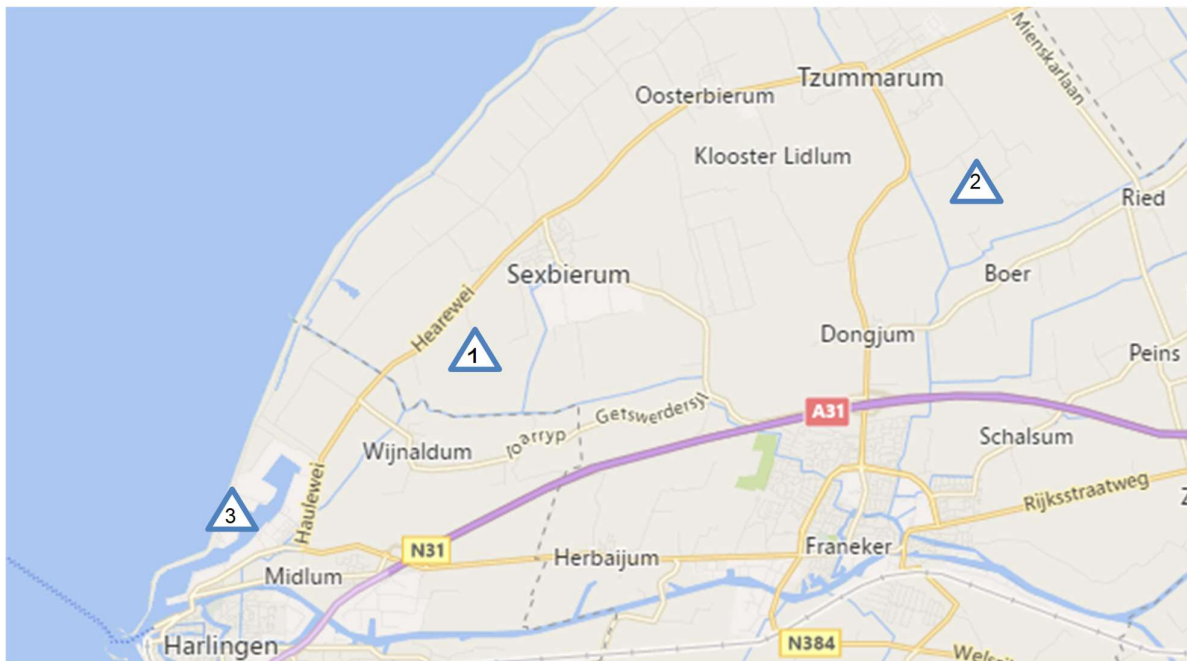 Mienskarlaan
Tzummarum
Oosterbierum
Klooster Lidlum
2
Ried
Sexbierum
Boer
Hearewei
Dongjum
1
Peins
Getswerdersyl
A31
Wijnaldum
Schalsum
Haulewei
Rijksstraatweg
Z
3
N31
Herbaijum
Franeker
Midlum
Harlingen
N384